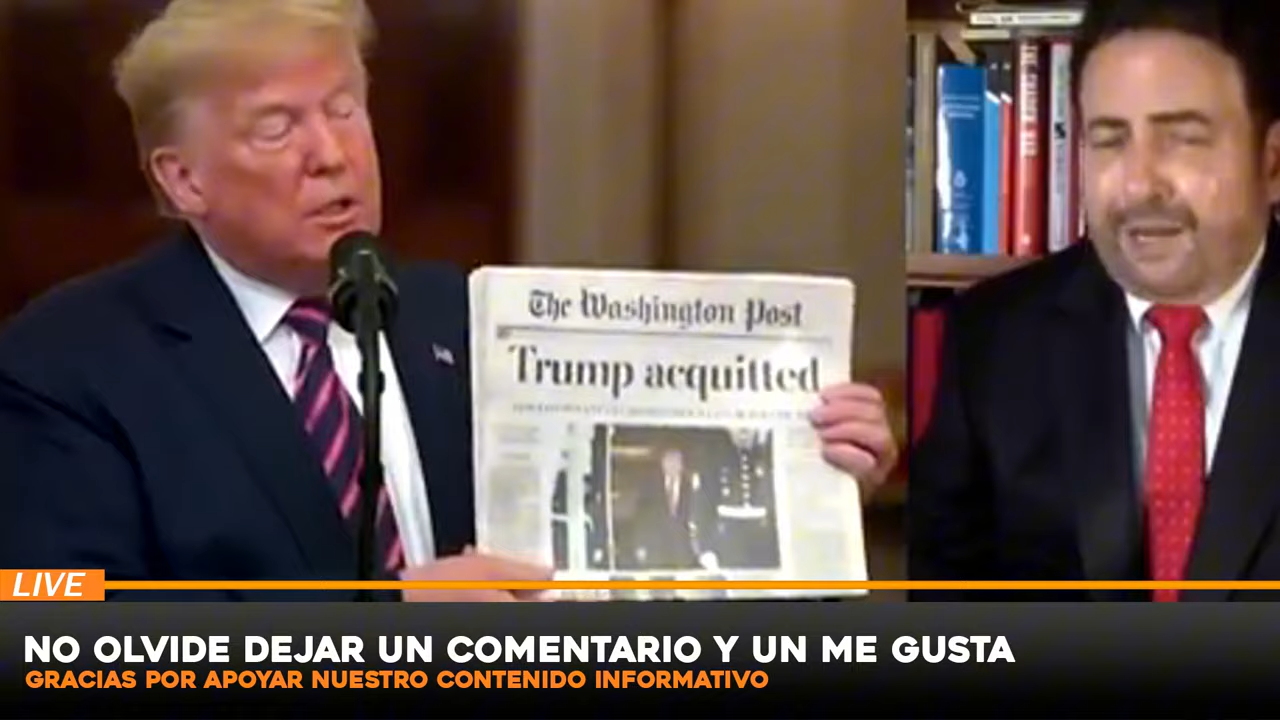 The Washington Post
Trump acquitted
LIVE
NO OLVIDE DEJAR UN COMENTARIO Y UN ME GUSTA
GRACIAS POR APOYAR NUESTRO CONTENIDO INFORMATIVO